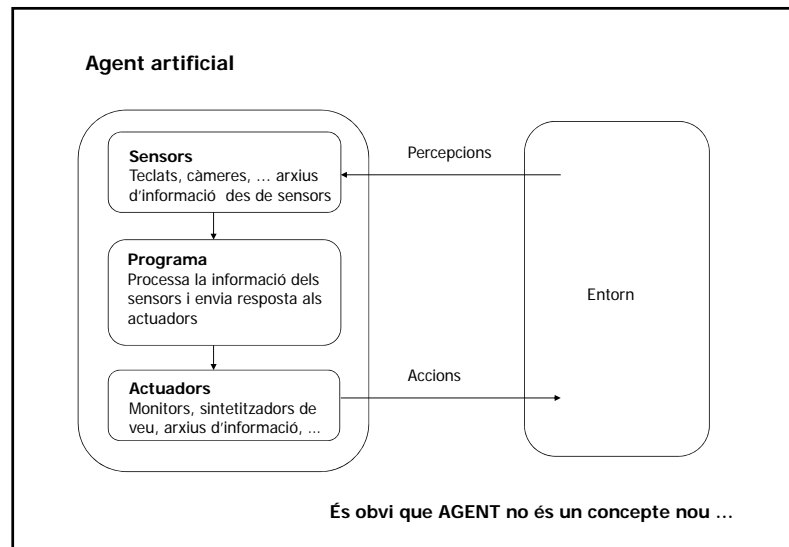 Agent artificial
Sensors
Teclats, càmeres, … arxius
d'informació des de sensors
Percepcions
Programa
Processa la informació dels
sensors i envia resposta als
actuadors
Entorn
Actuadors
Monitors, sintetitzadors de
veu, arxius d'informació, …
Accions
És obvi que AGENT no és un concepte nou …